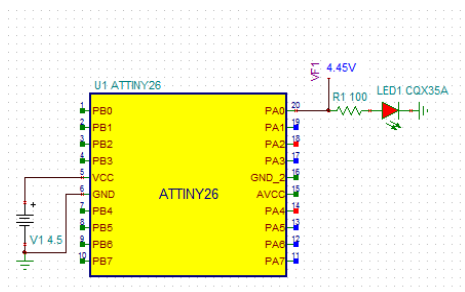 VF1 4.45V
U1 ATTINY26
R1 100
LED1 CQX35A
1 PB0 PA0 20
2 PB1 PA1 19
3 PB2 PA2 18
4 PB3 PA3 17
5 VCC GND_2 16
6 GND AVCC 15
7 PB4 PA4 14
8 PB5 PA5 13
9 PB6 PA6 12
10 PB7 PA7 11
ATTINY26
+
V1 4.5